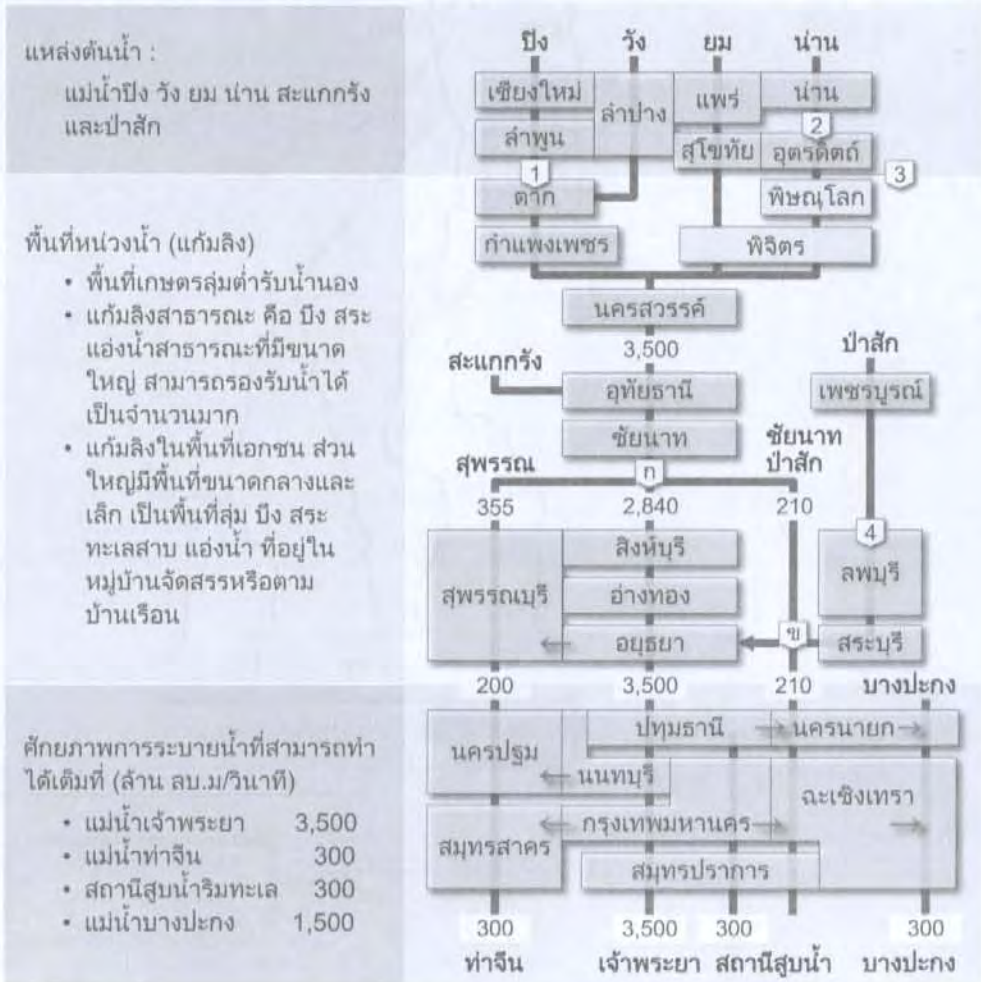 แหล่งต้นน้ำ :
แม่น้ำปิง วัง ยม น่าน สะแกกรัง
และป่าสัก
พื้นที่หน่วงน้ำ (แก้มลิง)
• พื้นที่เกษตรลุ่มต่ำรับน้ำนอง
• แก้มลิงสาธารณะ คือ บึง สระ
แอ่งน้ำสาธารณะที่มีขนาด
ใหญ่ สามารถรองรับน้ำได้
เป็นจำนวนมาก
• แก้มลิงในพื้นที่เอกชน ส่วน
ใหญ่มีพื้นที่ขนาดกลางและ
เล็ก เป็นพื้นที่ลุ่ม บึง สระ
ทะเลสาบ แอ่งน้ำ ที่อยู่ใน
หมู่บ้านจัดสรรหรือตาม
บ้านเรือน
ศักยภาพการระบายน้ำที่สามารถทำ
ได้เต็มที่ (ล้าน ลบ.ม/วินาที)
• แม่น้ำเจ้าพระยา 3,500
• แม่น้ำท่าจีน 300
• สถานีสูบน้ำริมทะเล 300
• แม่น้ำบางปะกง 1,500
ปิง วัง ยม น่าน
เชียงใหม่ ลำปาง แพร่ น่าน
2
ลำพูน สุโขทัย อุตรดิตถ์
1 3
ตาก พิษณุโลก
กำแพงเพชร พิจิตร
นครสวรรค์
3,500 ป่าสัก
สะแกกรัง
อุทัยธานี เพชรบูรณ์
ชัยนาท
สุพรรณ ก ชัยนาท
ป่าสัก
355 2,840 210
4
สิงห์บุรี ลพบุรี
สุพรรณบุรี อ่างทอง
อยุธยา ข สระบุรี
200 3,500 210 บางปะกง
ปทุมธานี นครนายก
นครปฐม นนทบุรี
ฉะเชิงเทรา
กรุงเทพมหานคร
สมุทรสาคร สมุทรปราการ
300 3,500 300 300
ท่าจีน เจ้าพระยา สถานีสูบน้ำ บางปะกง